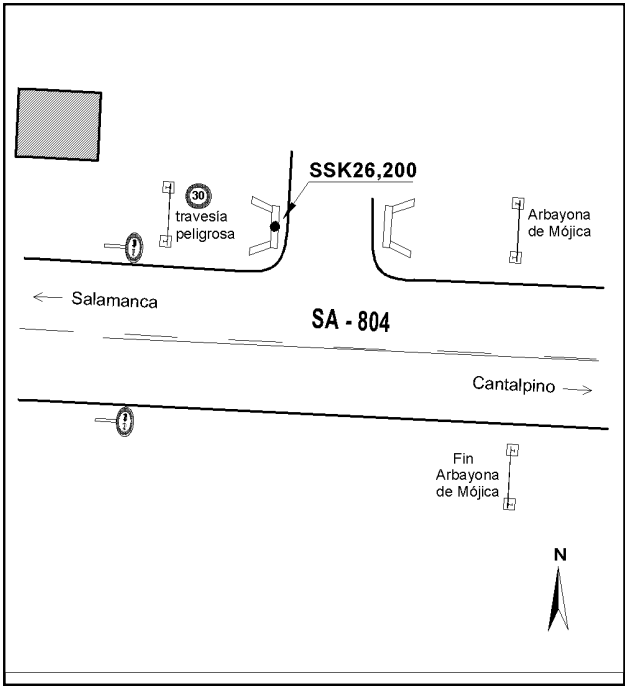 SSK26,200
30
travesía
peligrosa
Arbayona
de Mójica
Salamanca
SA - 804
Cantalpino
Fin
Arbayona
de Mójica
N